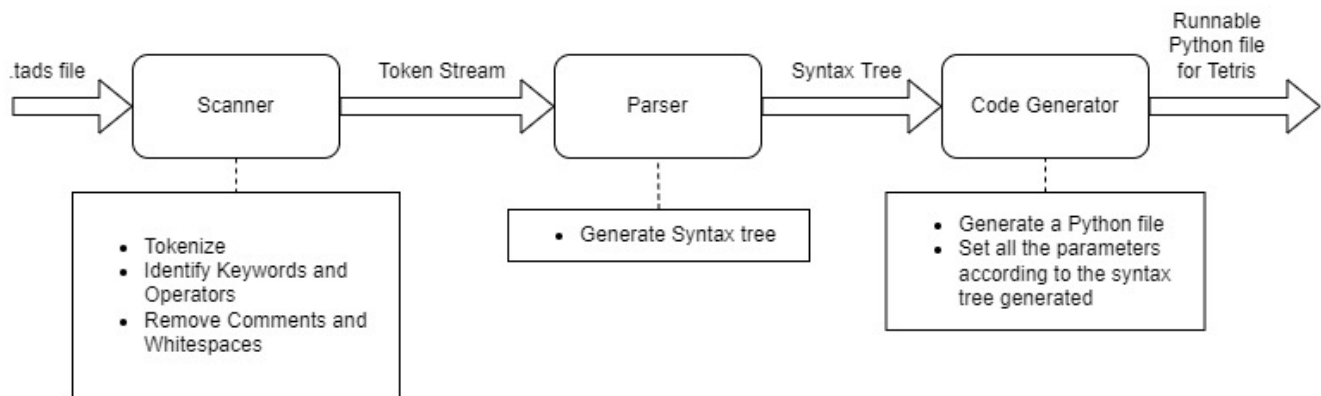 .tads file
Scanner
Token Stream
Parser
Syntax Tree
Code Generator
Runnable
Python file
for Tetris
• Tokenize
• Identify Keywords and
Operators
• Remove Comments and
Whitespaces
• Generate Syntax tree
• Generate a Python file
• Set all the parameters
according to the syntax
tree generated